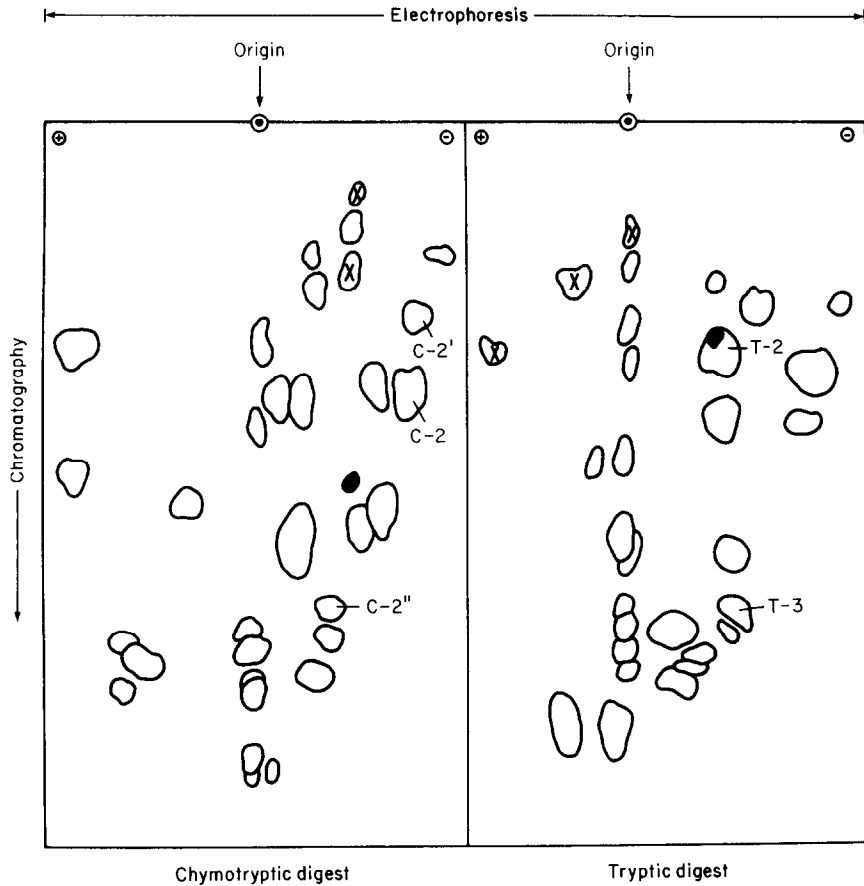 Electrophoresis
Origin
Origin
⊕
⊖
⊕
⊖
X
X
X
X
X
C-2'
T-2
C-2
Chromatography
C-2"
T-3
Chymotryptic digest
Tryptic digest